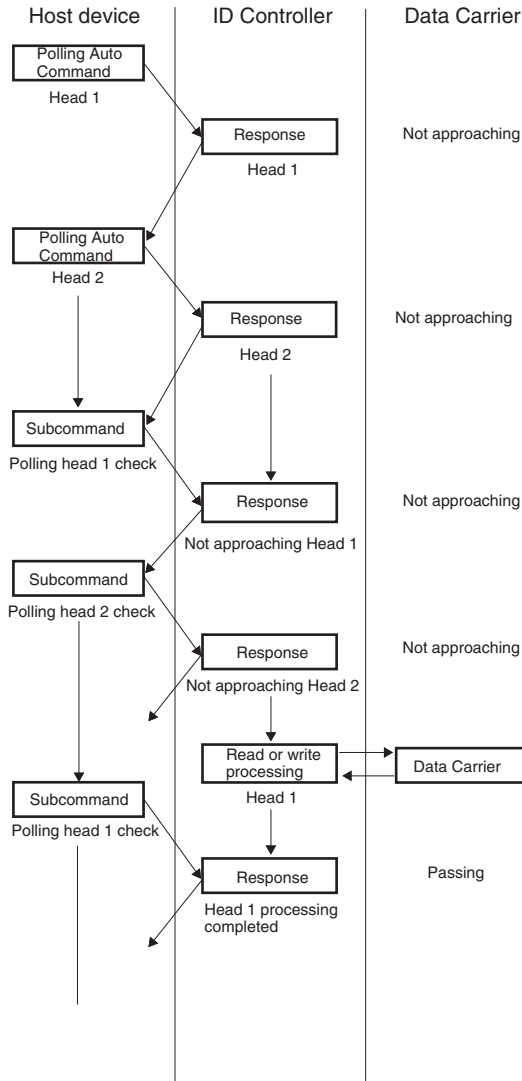 Host device
ID Controller
Data Carrier
Polling Auto
Command
Head 1
Response
Not approaching
Head 1
Polling Auto
Command
Head 2
Response
Not approaching
Head 2
Subcommand
Polling head 1 check
Response
Not approaching
Not approaching Head 1
Subcommand
Polling head 2 check
Response
Not approaching
Not approaching Head 2
Read or write
processing
Data Carrier
Head 1
Subcommand
Polling head 1 check
Response
Passing
Head 1 processing
completed